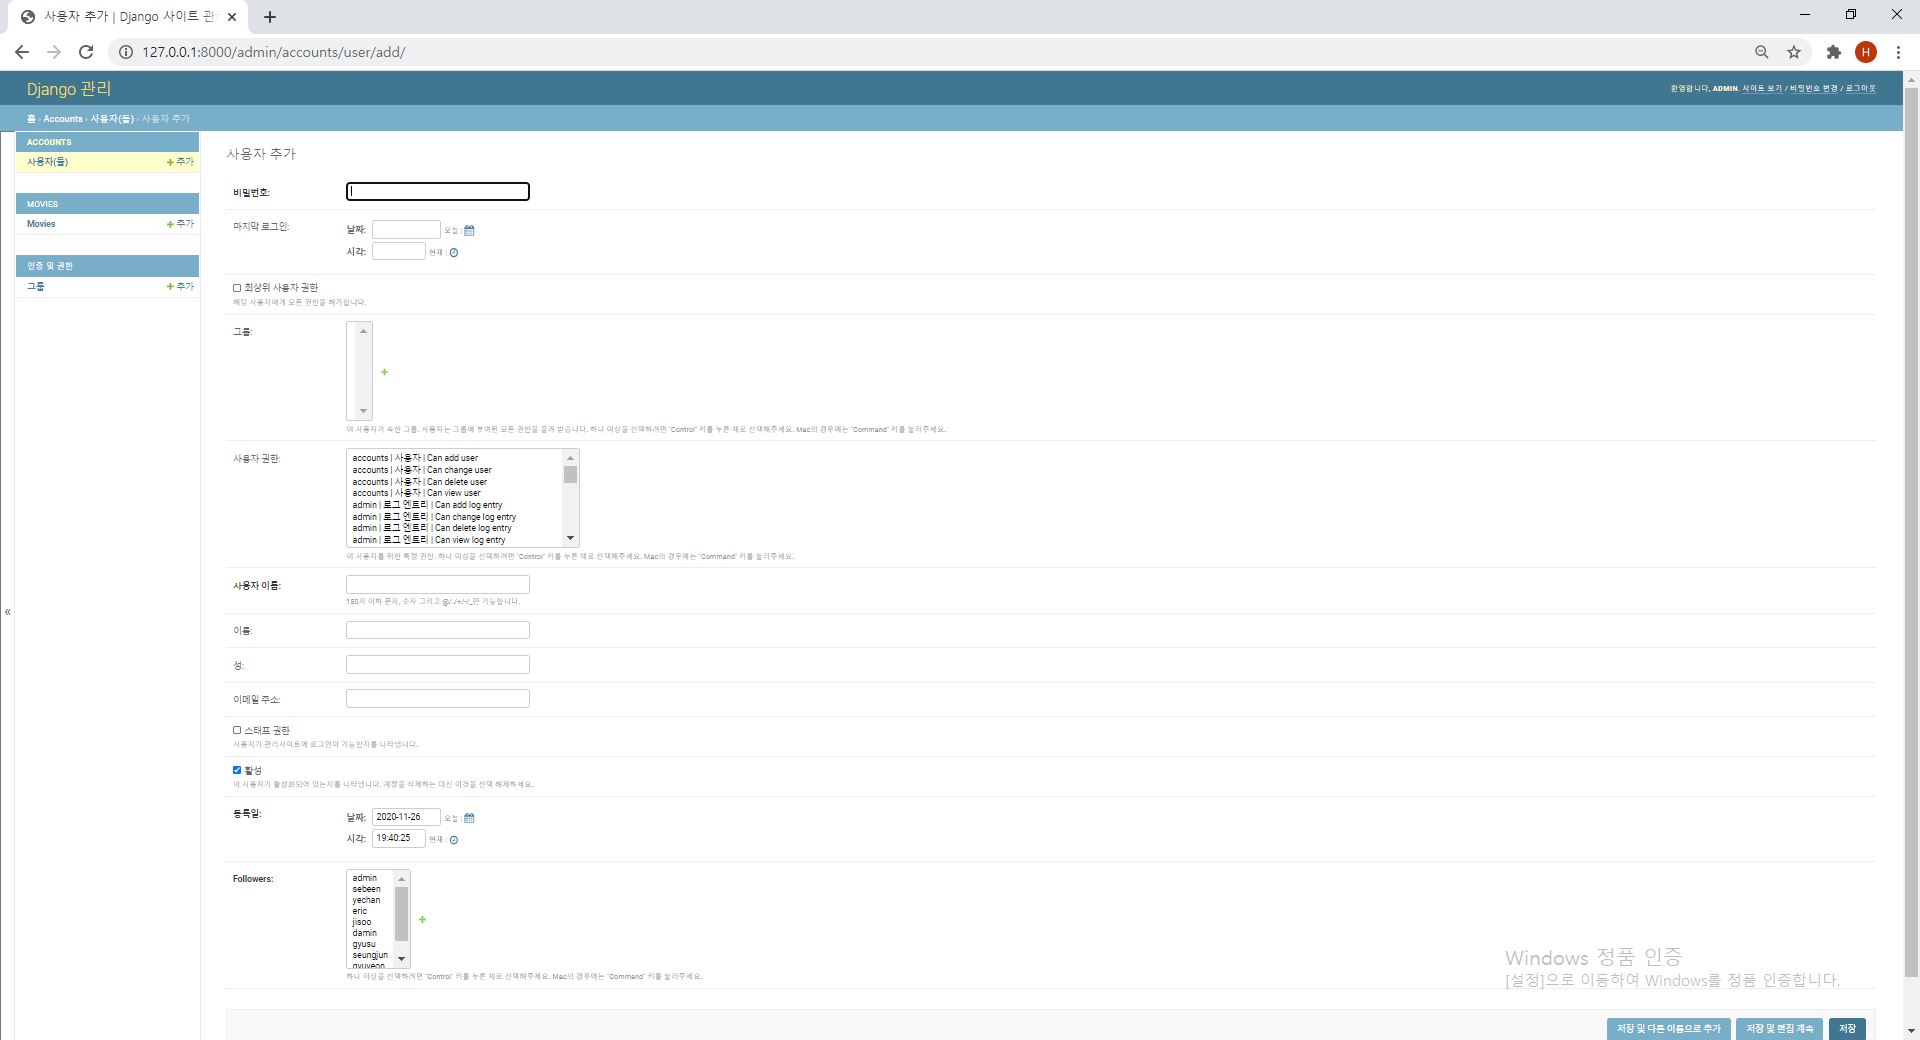 사용자 추가 | Django 사이트 관
127.0.0.1:8000/admin/accounts/user/add/
H
Django 관리
환영합니다, ADMIN. 사이트 보기 / 비밀번호 변경 / 로그아웃
홈 › Accounts › 사용자(들) › 사용자 추가
ACCOUNTS
사용자(들)
추가
MOVIES
Movies
추가
인증 및 권한
그룹
추가
«
사용자 추가
비밀번호:
마지막 로그인:
날짜:
오늘 |
시각:
현재 |
최상위 사용자 권한
해당 사용자에게 모든 권한을 허가합니다.
그룹:
이 사용자가 속한 그룹. 사용자는 그룹에 부여된 모든 권한을 물려 받습니다. 하나 이상을 선택하려면 "Control" 키를 누른 채로 선택해주세요. Mac의 경우에는 "Command" 키를 눌러주세요.
사용자 권한:
accounts | 사용자 | Can add user
accounts | 사용자 | Can change user
accounts | 사용자 | Can delete user
accounts | 사용자 | Can view user
admin | 로그 엔트리 | Can add log entry
admin | 로그 엔트리 | Can change log entry
admin | 로그 엔트리 | Can delete log entry
admin | 로그 엔트리 | Can view log entry
이 사용자를 위한 특정 권한. 하나 이상을 선택하려면 "Control" 키를 누른 채로 선택해주세요. Mac의 경우에는 "Command" 키를 눌러주세요.
사용자 이름:
150자 이하 문자, 숫자 그리고 @/./+/-/_만 가능합니다.
이름:
성:
이메일 주소:
스태프 권한
사용자가 관리사이트에 로그인이 가능한지를 나타냅니다.
활성
이 사용자가 활성화되어 있는지를 나타냅니다. 계정을 삭제하는 대신 이것을 선택 해제하세요.
등록일:
날짜: 2020-11-26 오늘 |
시각: 19:40:25 현재 |
Followers:
admin
sebeen
yechan
eric
jisoo
damin
gyusu
seungjun
gyuyeon
하나 이상을 선택하려면 "Control" 키를 누른 채로 선택해주세요. Mac의 경우에는 "Command" 키를 눌러주세요.
Windows 정품 인증
[설정]으로 이동하여 Windows를 정품 인증합니다.
저장 및 다른 이름으로 추가
저장 및 편집 계속
저장